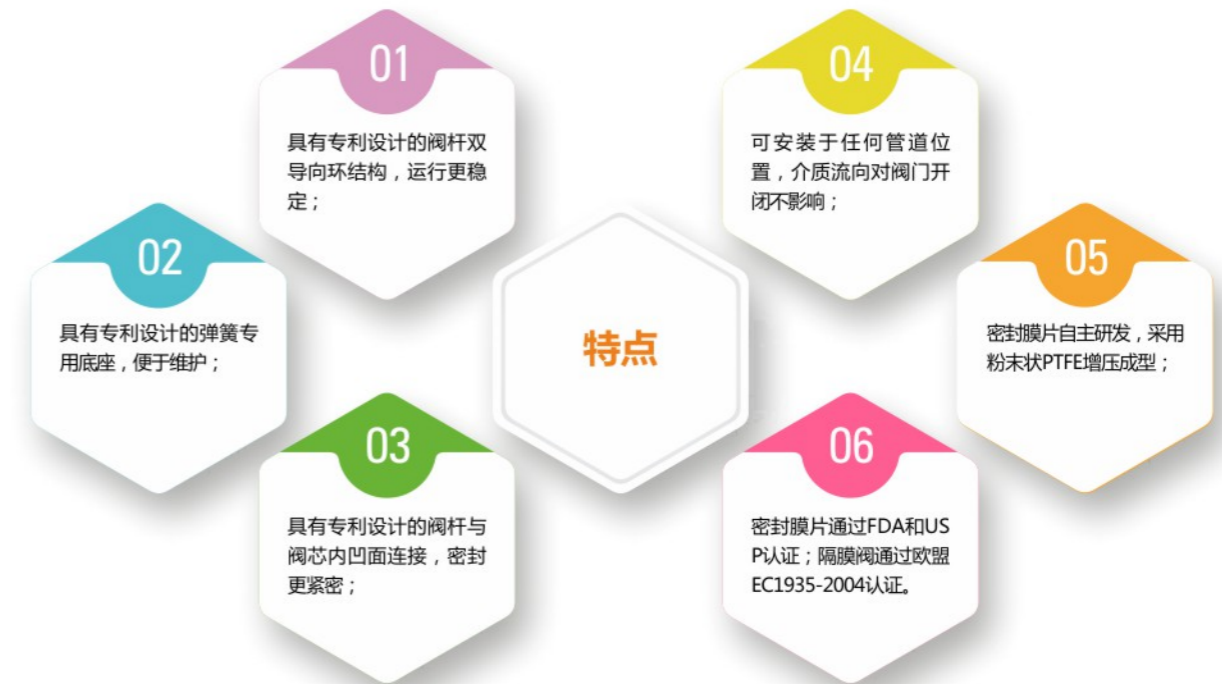 01
具有专利设计的阀杆双
导向环结构，运行更稳
定；
02
具有专利设计的弹簧专
用底座，便于维护；
03
具有专利设计的阀杆与
阀芯内凹面连接，密封
更紧密；
特点
04
可安装于任何管道位
置，介质流向对阀门开
闭不影响；
05
密封膜片自主研发，采用
粉末状PTFE增压成型；
06
密封膜片通过FDA和US
P认证；隔膜阀通过欧盟
EC1935-2004认证。